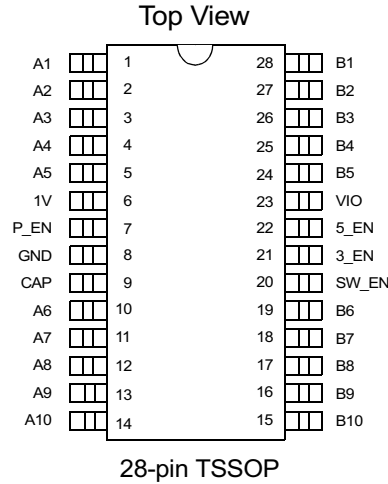 Top View
A1 1 28 B1
A2 2 27 B2
A3 3 26 B3
A4 4 25 B4
A5 5 24 B5
1V 6 23 VIO
P_EN 7 22 5_EN
GND 8 21 3_EN
CAP 9 20 SW_EN
A6 10 19 B6
A7 11 18 B7
A8 12 17 B8
A9 13 16 B9
A10 14 15 B10
28-pin TSSOP